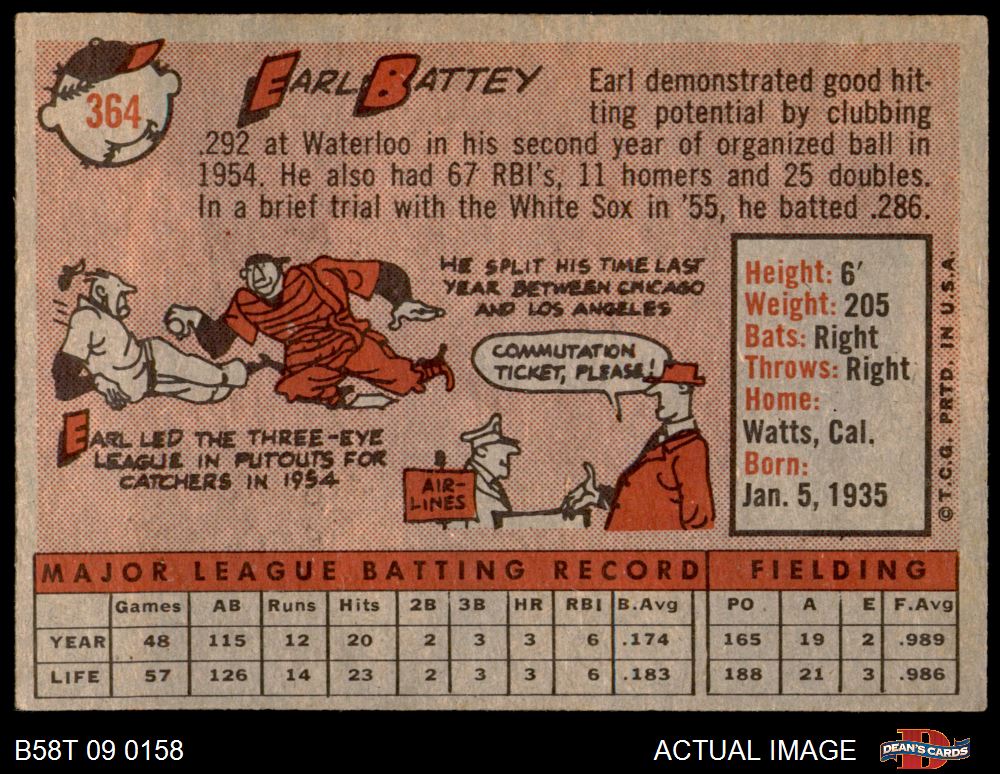 364
EARL BATTEY
Earl demonstrated good hit-
ting potential by clubbing
.292 at Waterloo in his second year of organized ball in
1954. He also had 67 RBI's, 11 homers and 25 doubles.
In a brief trial with the White Sox in '55, he batted .286.
HE SPLIT HIS TIME LAST
YEAR BETWEEN CHICAGO
AND LOS ANGELES
COMMUTATION
TICKET, PLEASE!
EARL LED THE THREE-EYE
LEAGUE IN PUTOUTS FOR
CATCHERS IN 1954
AIR-
LINES
Height: 6'
Weight: 205
Bats: Right
Throws: Right
Home:
Watts, Cal.
Born:
Jan. 5, 1935
© T.C.G. PRTD. IN U.S.A.
MAJOR LEAGUE BATTING RECORD FIELDING
Games AB Runs Hits 2B 3B HR RBI B.Avg PO A E F.Avg
YEAR 48 115 12 20 2 3 3 6 .174 165 19 2 .989
LIFE 57 126 14 23 2 3 3 6 .183 188 21 3 .986
B58T 09 0158 ACTUAL IMAGE DEAN'S CARDS